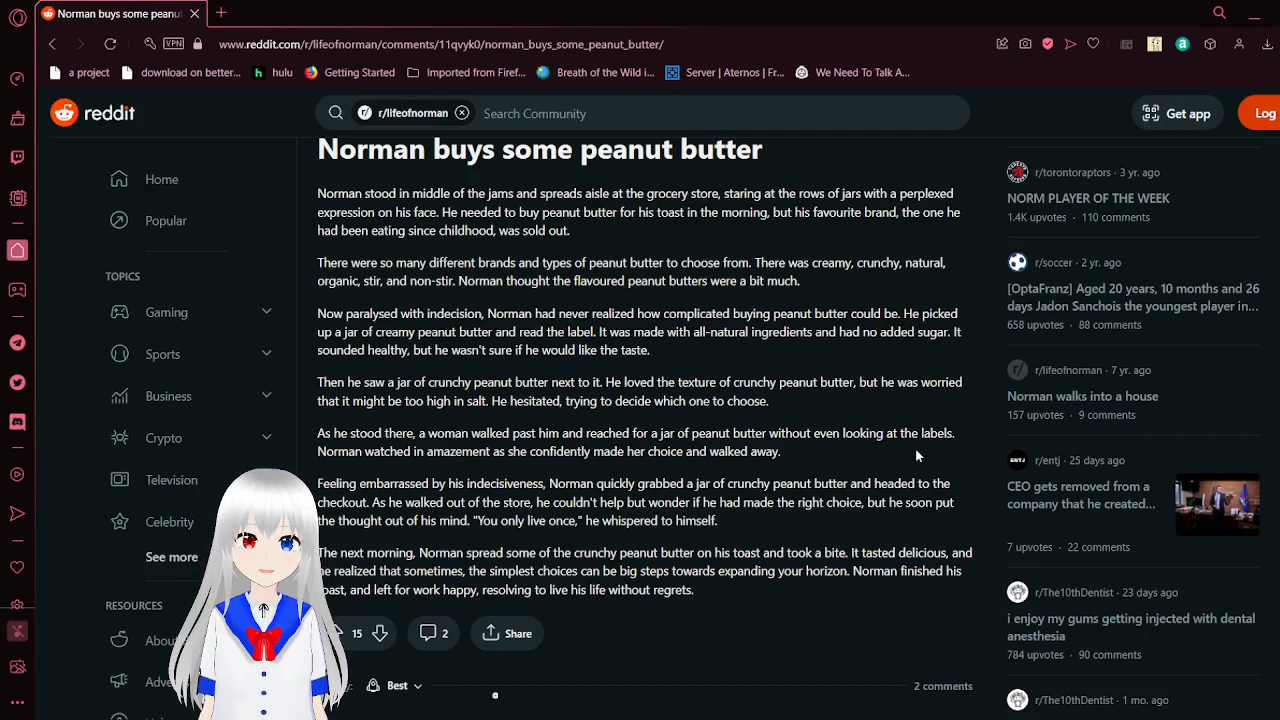 Norman buys some peanut
www.reddit.com/r/lifeofnorman/comments/11qvyk0/norman_buys_some_peanut_butter/
VPN
a project
download on better...
hulu
Getting Started
Imported from Firef...
Breath of the Wild i...
Server | Aternos | Fr...
We Need To Talk A...
reddit
r/lifeofnorman
Search Community
Get app
Log
Home
Popular
TOPICS
Gaming
Sports
Business
Crypto
Television
Celebrity
See more
RESOURCES
Norman buys some peanut butter
Norman stood in middle of the jams and spreads aisle at the grocery store, staring at the rows of jars with a perplexed
expression on his face. He needed to buy peanut butter for his toast in the morning, but his favourite brand, the one he
had been eating since childhood, was sold out.
There were so many different brands and types of peanut butter to choose from. There was creamy, crunchy, natural,
organic, stir, and non-stir. Norman thought the flavoured peanut butters were a bit much.
Now paralysed with indecision, Norman had never realized how complicated buying peanut butter could be. He picked
up a jar of creamy peanut butter and read the label. It was made with all-natural ingredients and had no added sugar. It
sounded healthy, but he wasn't sure if he would like the taste.
Then he saw a jar of crunchy peanut butter next to it. He loved the texture of crunchy peanut butter, but he was worried
that it might be too high in salt. He hesitated, trying to decide which one to choose.
As he stood there, a woman walked past him and reached for a jar of peanut butter without even looking at the labels.
Norman watched in amazement as she confidently made her choice and walked away.
Feeling embarrassed by his indecisiveness, Norman quickly grabbed a jar of crunchy peanut butter and headed to the
checkout. As he walked out of the store, he couldn't help but wonder if he had made the right choice, but he soon put
the thought out of his mind. "You only live once," he whispered to himself.
The next morning, Norman spread some of the crunchy peanut butter on his toast and took a bite. It tasted delicious, and
he realized that sometimes, the simplest choices can be big steps towards expanding your horizon. Norman finished his
oast, and left for work happy, resolving to live his life without regrets.
15
2
Share
Best
2 comments
r/torontoraptors • 3 yr. ago
NORM PLAYER OF THE WEEK
1.4K upvotes • 110 comments
r/soccer • 2 yr. ago
[OptaFranz] Aged 20 years, 10 months and 26
days Jadon Sanchois the youngest player in...
658 upvotes • 88 comments
r/lifeofnorman • 7 yr. ago
Norman walks into a house
157 upvotes • 9 comments
ENTJ
r/entj • 25 days ago
CEO gets removed from a
company that he created...
7 upvotes • 22 comments
r/The10thDentist • 23 days ago
i enjoy my gums getting injected with dental
anesthesia
784 upvotes • 90 comments
r/The10thDentist • 1 mo. ago